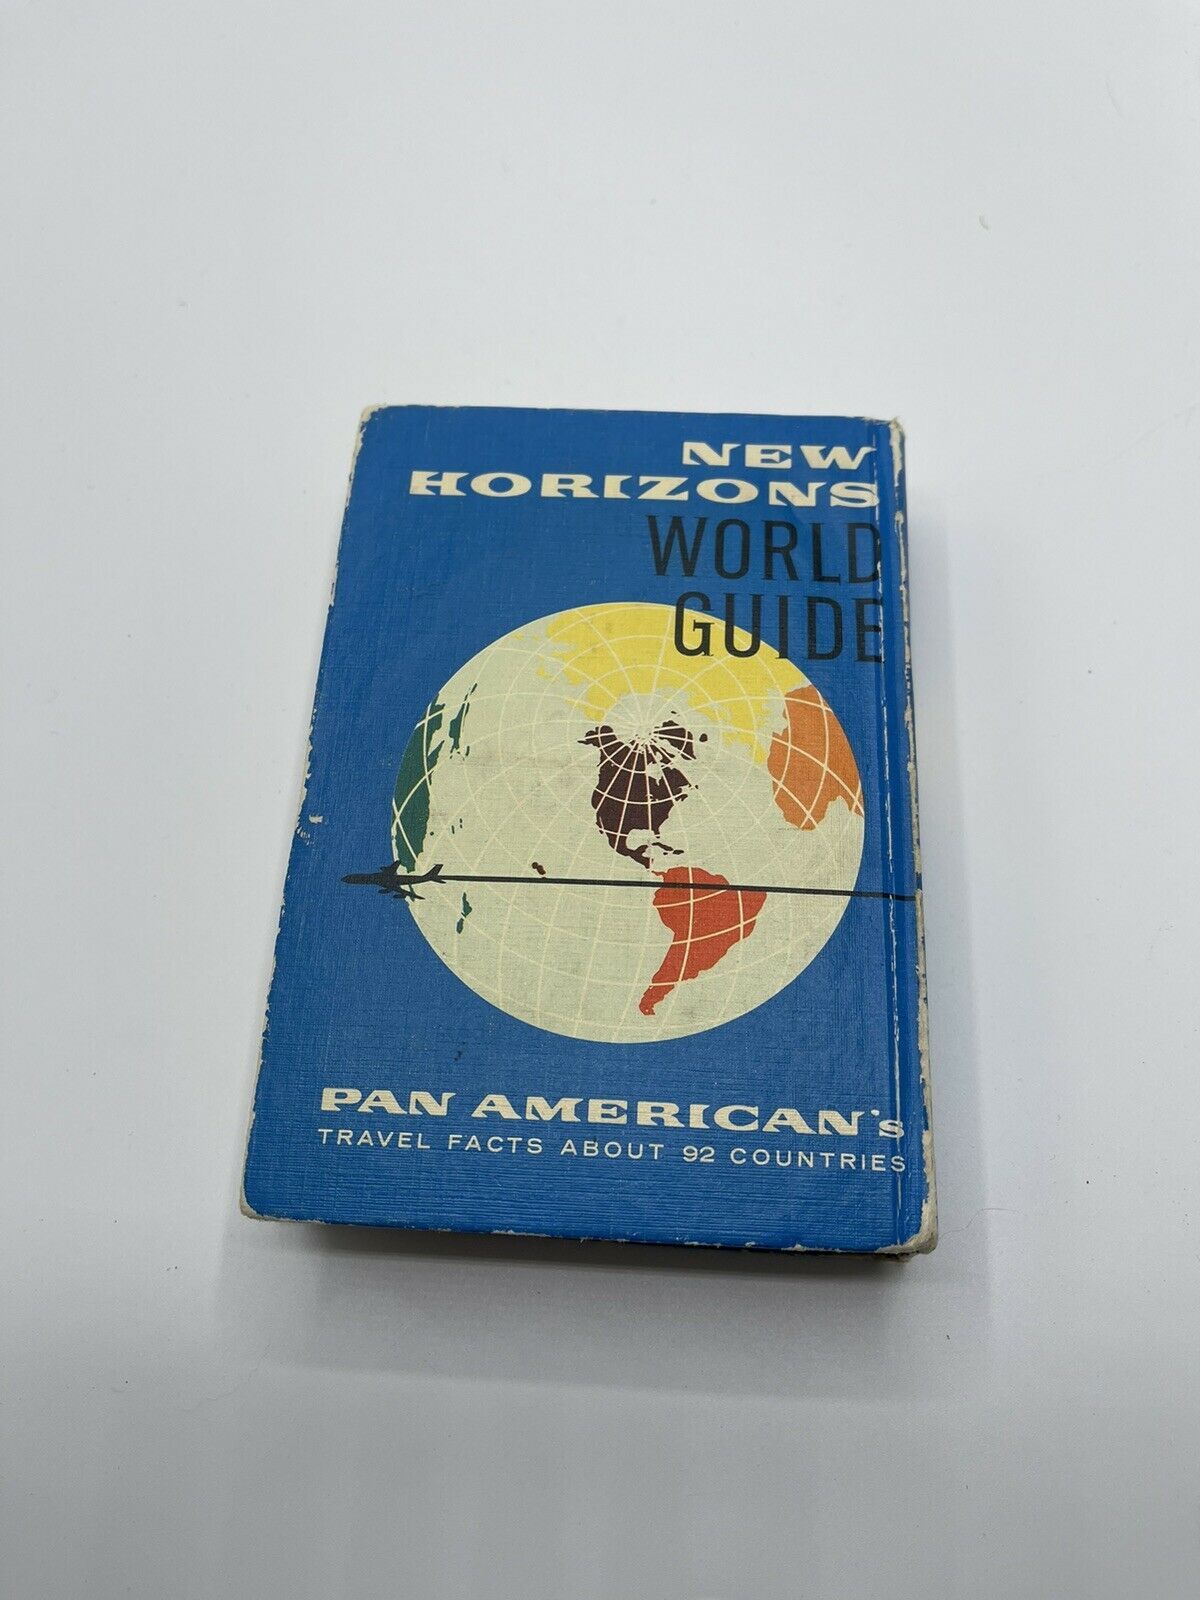 NEW
HORIZONS
WORLD
GUIDE
PAN AMERICAN's
TRAVEL FACTS ABOUT 92 COUNTRIES